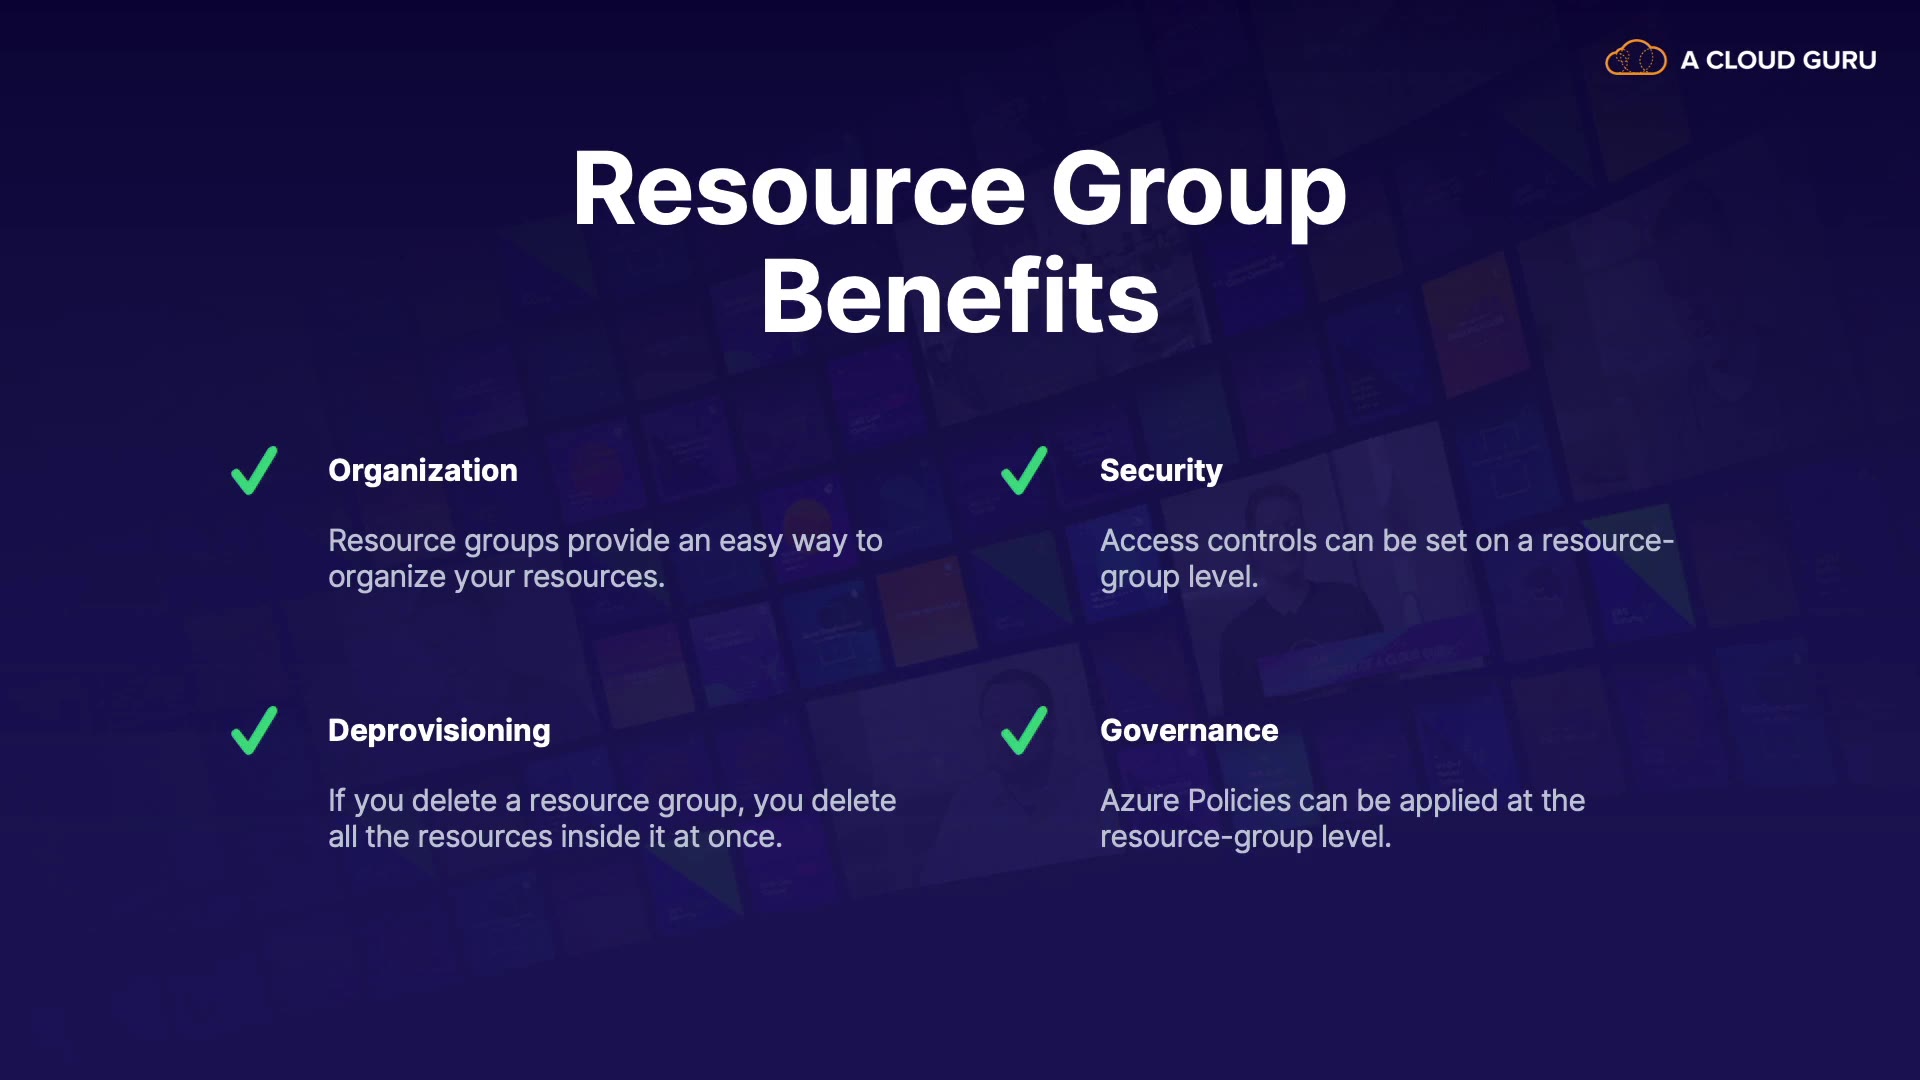 A CLOUD GURU
Resource Group
Benefits
Organization
Resource groups provide an easy way to
organize your resources.
Security
Access controls can be set on a resource-
group level.
Deprovisioning
If you delete a resource group, you delete
all the resources inside it at once.
Governance
Azure Policies can be applied at the
resource-group level.